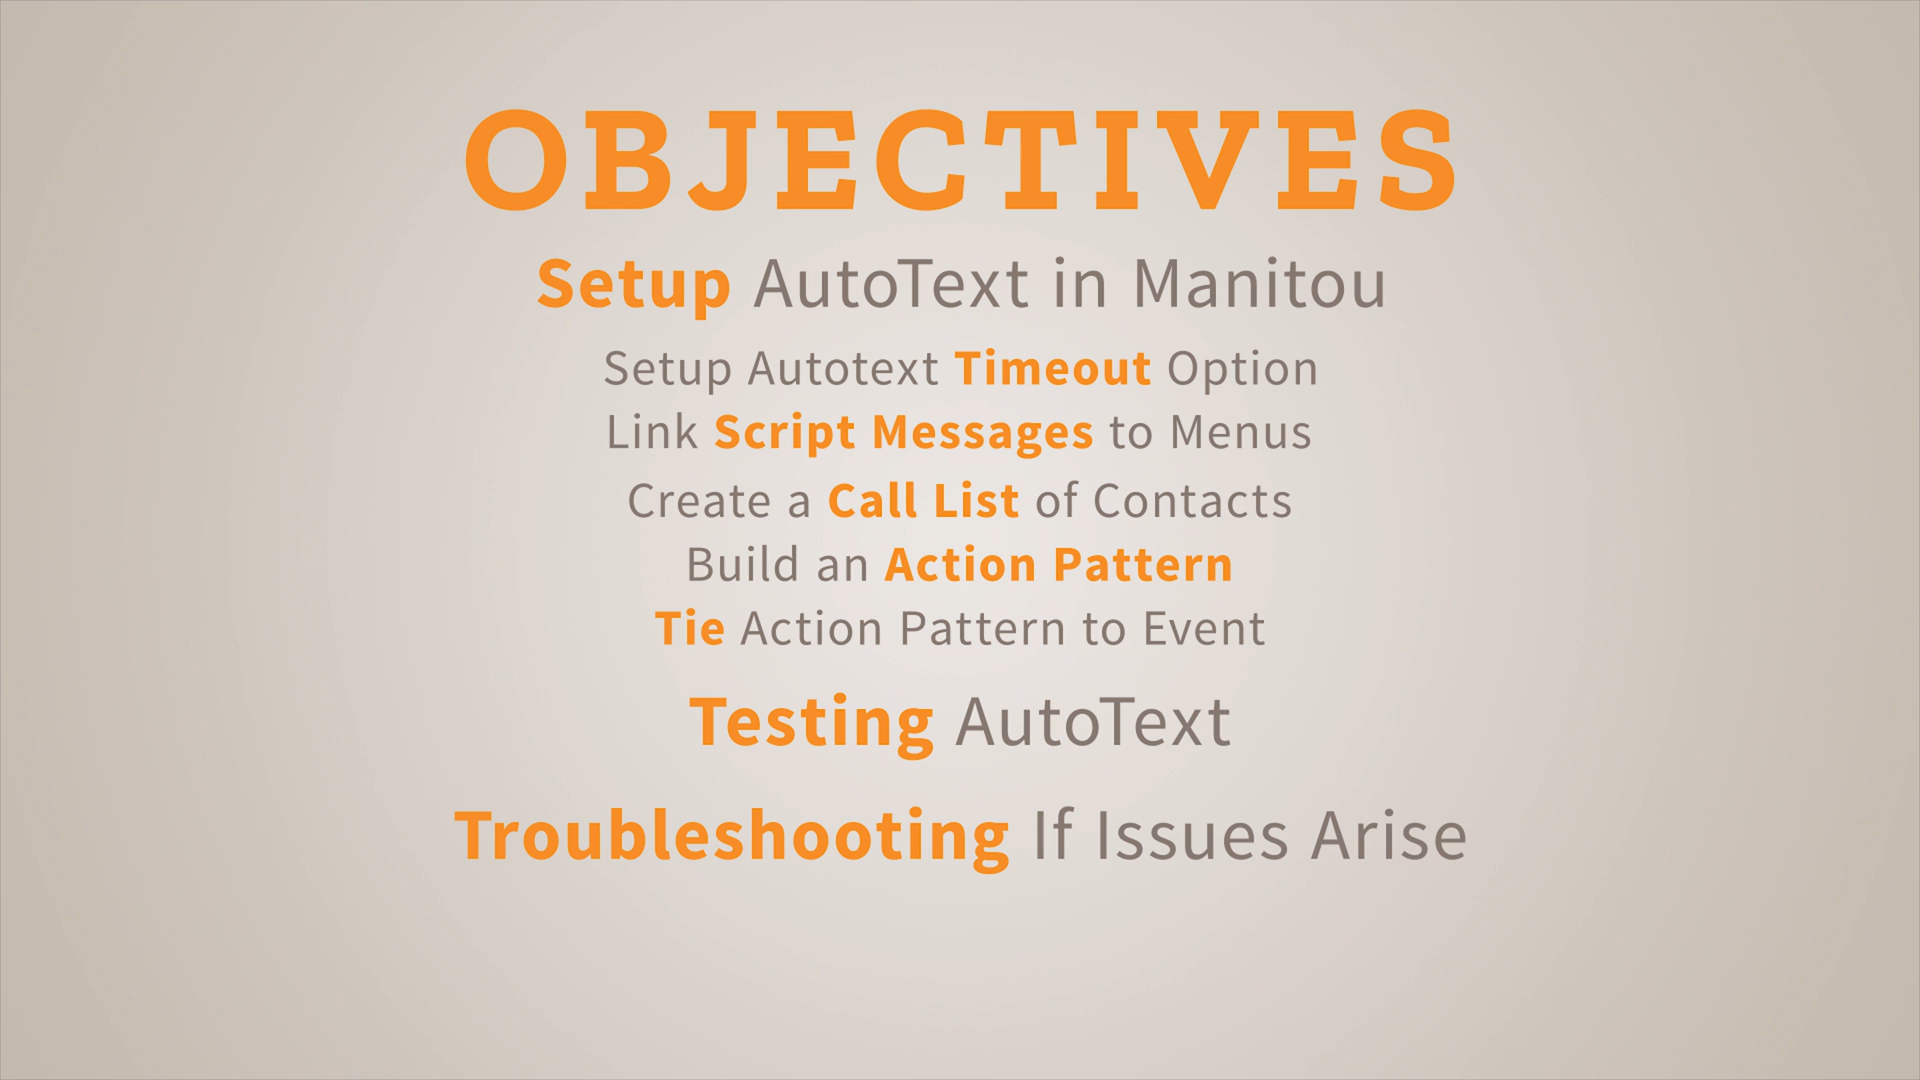 OBJECTIVES
Setup AutoText in Manitou
Setup Autotext Timeout Option
Link Script Messages to Menus
Create a Call List of Contacts
Build an Action Pattern
Tie Action Pattern to Event
Testing AutoText
Troubleshooting If Issues Arise